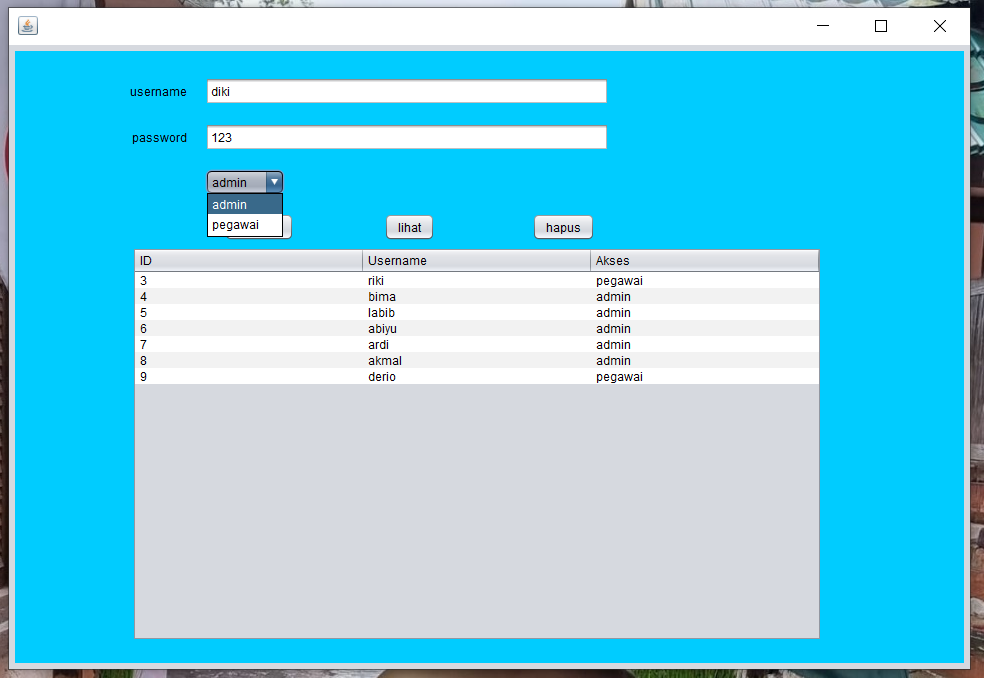 username diki
password 123
admin
admin
pegawai
lihat hapus
ID Username Akses
3 riki pegawai
4 bima admin
5 labib admin
6 abiyu admin
7 ardi admin
8 akmal admin
9 derio pegawai